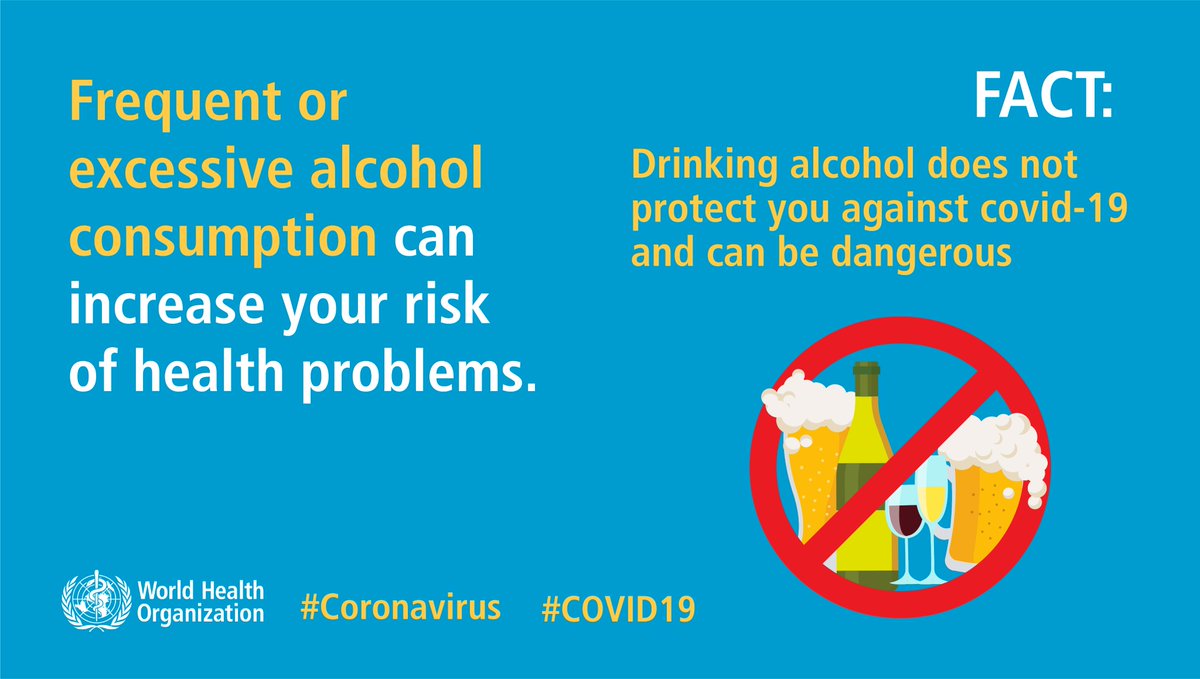 Frequent or
excessive alcohol
consumption can
increase your risk
of health problems.
FACT:
Drinking alcohol does not
protect you against covid-19
and can be dangerous
World Health
Organization
#Coronavirus
#COVID19